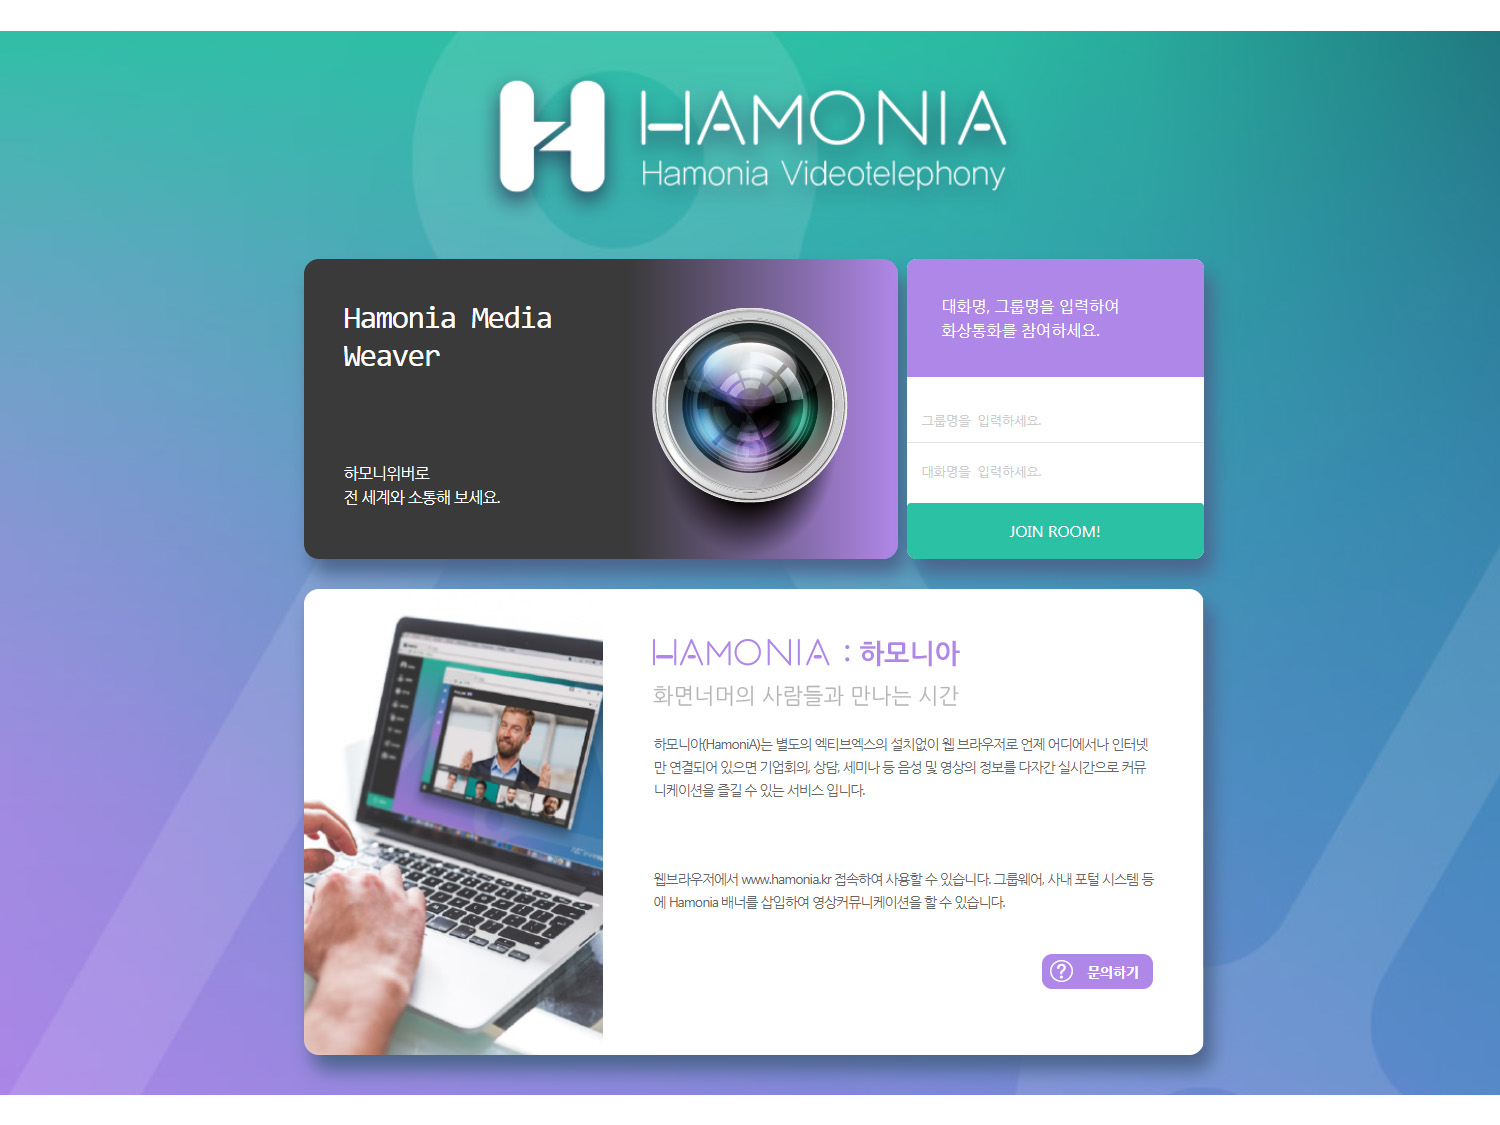 HAMONIA
Hamonia Videotelephony
Hamonia Media
Weaver
하모니위버로
전 세계와 소통해 보세요.
대화명, 그룹명을 입력하여
화상통화를 참여하세요.
그룹명을 입력하세요.
대화명을 입력하세요.
JOIN ROOM!
HAMONIA : 하모니아
화면너머의 사람들과 만나는 시간
하모니아(HamoniA)는 별도의 엑티브엑스의 설치없이 웹 브라우저로 언제 어디에서나 인터넷
만 연결되어 있으면 기업회의, 상담, 세미나 등 음성 및 영상의 정보를 다자간 실시간으로 커뮤
니케이션을 즐길 수 있는 서비스 입니다.
웹브라우저에서 www.hamonia.kr 접속하여 사용할 수 있습니다. 그룹웨어, 사내 포털 시스템 등
에 Hamonia 배너를 삽입하여 영상커뮤니케이션을 할 수 있습니다.
문의하기